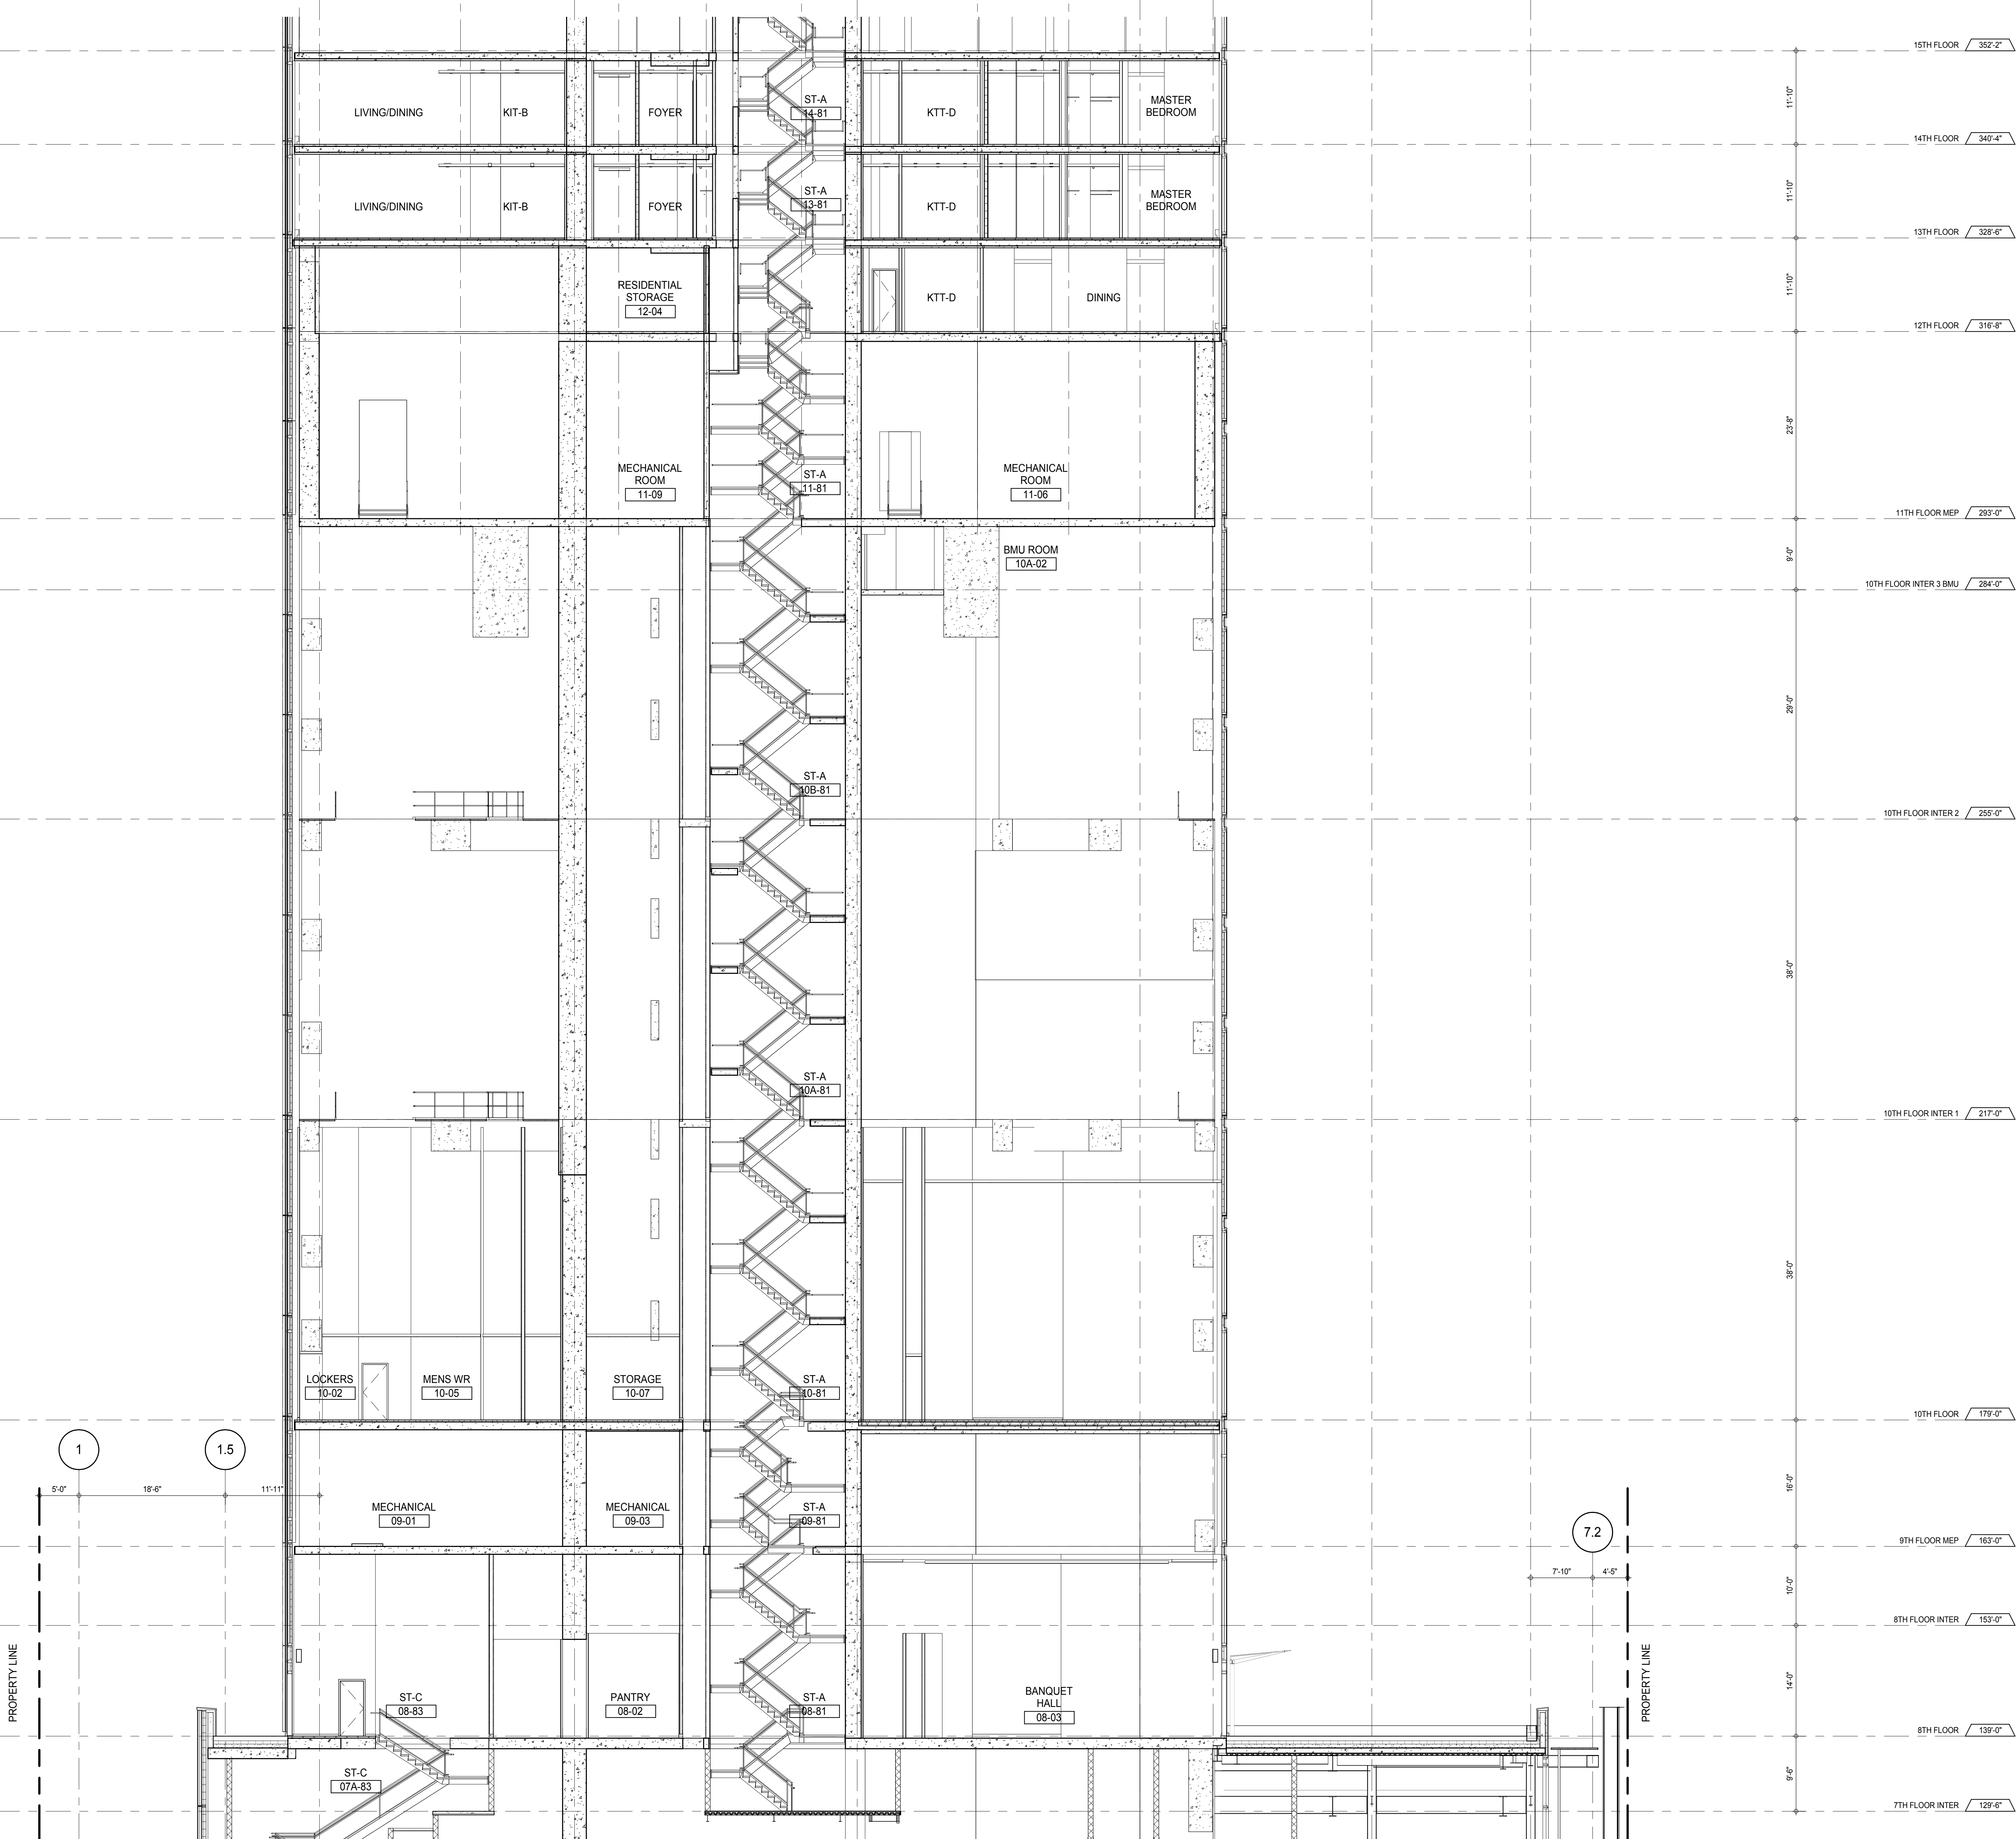 15TH FLOOR 352'-2"
11'-10"
LIVING/DINING KIT-B FOYER ST-A KTT-D MASTER
14-81 BEDROOM
14TH FLOOR 340'-4"
11'-10"
LIVING/DINING KIT-B FOYER ST-A KTT-D MASTER
13-81 BEDROOM
13TH FLOOR 328'-6"
11'-10"
RESIDENTIAL
STORAGE KTT-D DINING
12-04
12TH FLOOR 316'-8"
23'-8"
MECHANICAL
ROOM
11-09
ST-A
11-81
MECHANICAL
ROOM
11-06
11TH FLOOR MEP 293'-0"
BMU ROOM
10A-02
9'-0"
10TH FLOOR INTER 3 BMU 284'-0"
29'-0"
ST-A
10B-81
10TH FLOOR INTER 2 255'-0"
38'-0"
ST-A
10A-81
10TH FLOOR INTER 1 217'-0"
38'-0"
LOCKERS MENS WR STORAGE ST-A
10-02 10-05 10-07 10-81
10TH FLOOR 179'-0"
1 1.5
5'-0" 18'-6" 11'-11"
16'-0"
MECHANICAL MECHANICAL ST-A
09-01 09-03 09-81
7.2
9TH FLOOR MEP 163'-0"
7'-10" 4'-5"
10'-0"
8TH FLOOR INTER 153'-0"
PROPERTY LINE
PROPERTY LINE
14'-0"
ST-C PANTRY ST-A
08-83 08-02 08-81
BANQUET
HALL
08-03
8TH FLOOR 139'-0"
ST-C
07A-83
9'-6"
7TH FLOOR INTER 129'-6"